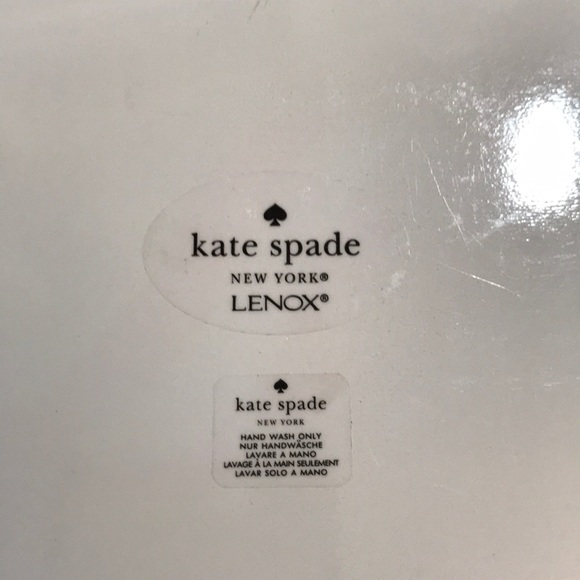 kate spade
NEW YORK®
LENOX®
kate spade
NEW YORK
HAND WASH ONLY
NUR HANDWÄSCHE
LAVARE A MANO
LAVAGE À LA MAIN SEULEMENT
LAVAR SOLO A MANO